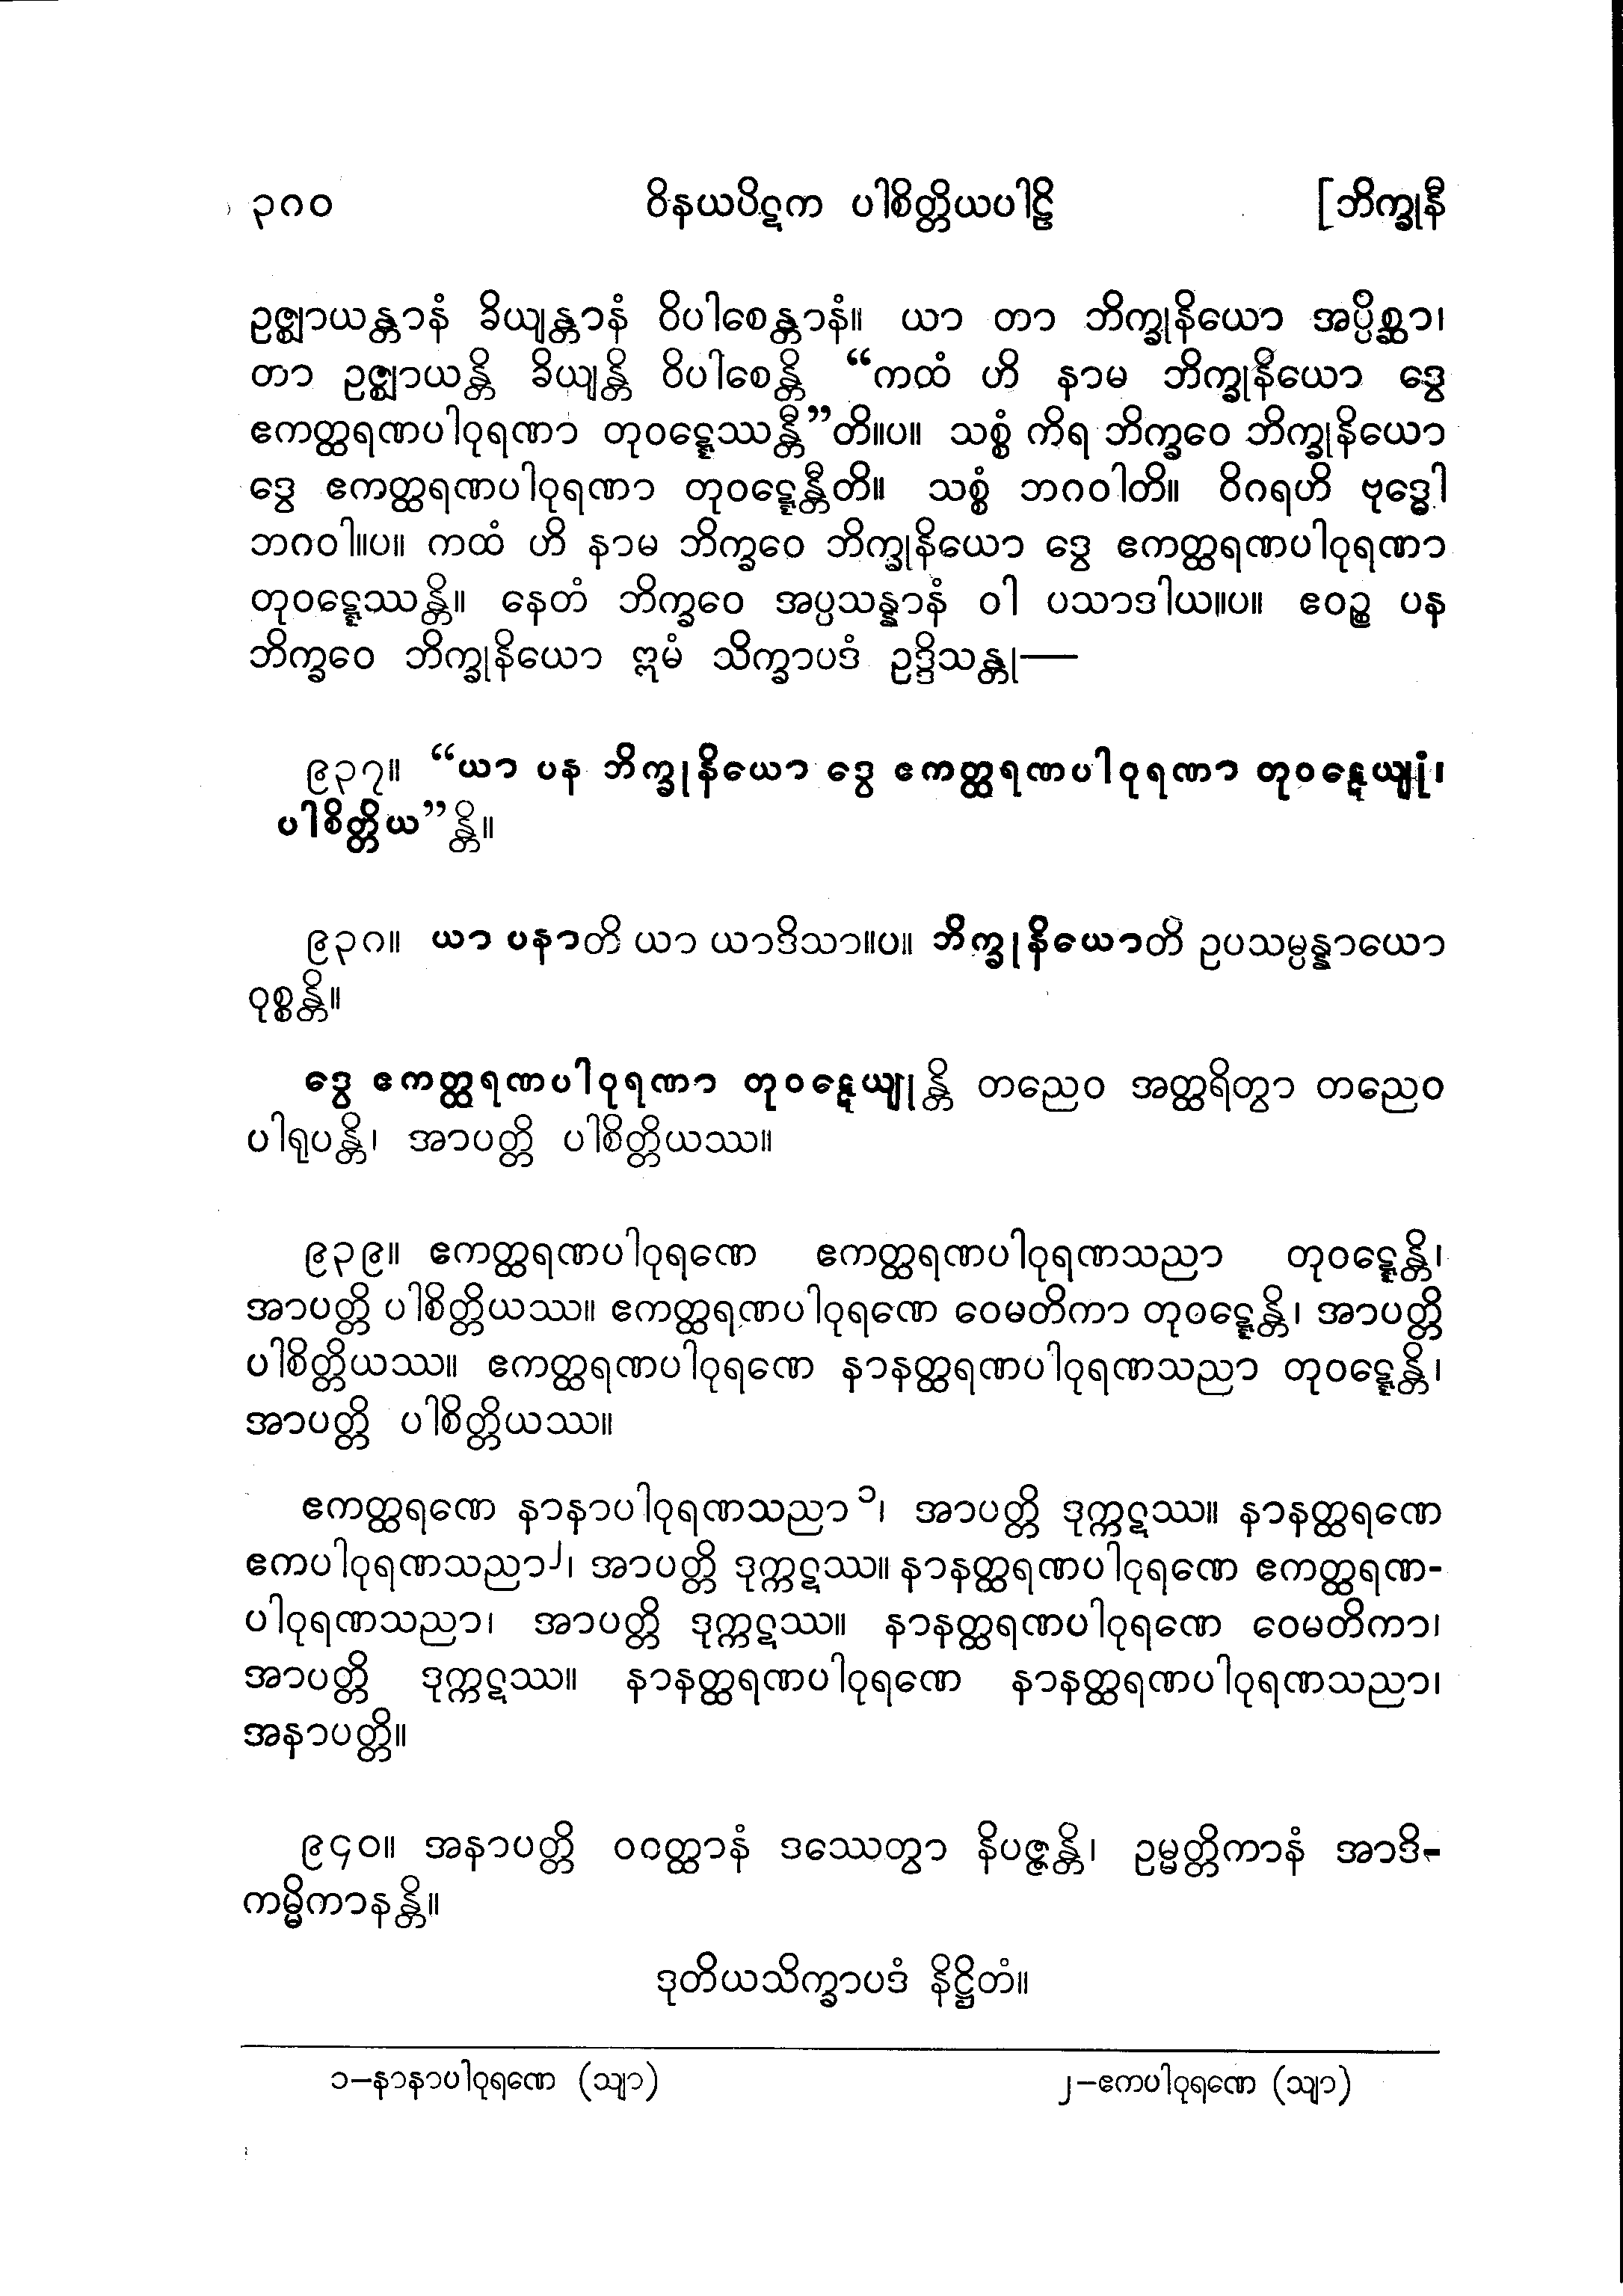 ၃၈၀ ဝိနယပိဋက ပါစိတ္တိယပါဠိ [ဘိက္ခုနီ
ဥဇ္ဈာယန္တာနံ ခိယျန္တာနံ ဝိပါစေန္တာနံ။ ယာ တာ ဘိက္ခုနိယော အပ္ပိစ္ဆာ၊
တာ ဥဇ္ဈာယန္တိ ခိယျန္တိ ဝိပါစေန္တိ “ကထံ ဟိ နာမ ဘိက္ခုနိယော ဒွေ
ဧကတ္ထရဏပါဝုရဏာ တုဝဋ္ဋေဿန္တီ”တိ။ပ။ သစ္စံ ကိရ ဘိက္ခဝေ ဘိက္ခုနိယော
ဒွေ ဧကတ္ထရဏပါဝုရဏာ တုဝဋ္ဋေန္တီတိ။ သစ္စံ ဘဂဝါတိ။ ဝိဂရဟိ ဗုဒ္ဓေါ
ဘဂဝါ။ပ။ ကထံ ဟိ နာမ ဘိက္ခဝေ ဘိက္ခုနိယော ဒွေ ဧကတ္ထရဏပါဝုရဏာ
တုဝဋ္ဋေဿန္တိ။ နေတံ ဘိက္ခဝေ အပ္ပသန္နာနံ ဝါ ပသာဒါယ။ပ။ ဧဝဉ္စ ပန
ဘိက္ခဝေ ဘိက္ခုနိယော ဣမံ သိက္ခာပဒံ ဥဒ္ဒိသန္တု—
၉၃၇။ “ယာ ပန ဘိက္ခုနိယော ဒွေ ဧကတ္ထရဏပါဝုရဏာ တုဝဋ္ဋေယျုံ၊
ပါစိတ္တိယ”န္တိ။
၉၃၈။ ယာ ပနာတိ ယာ ယာဒိသာ။ပ။ ဘိက္ခုနိယောတိ ဥပသမ္ပန္နာယော
ဝုစ္စန္တိ။
ဒွေ ဧကတ္ထရဏပါဝုရဏာ တုဝဋ္ဋေယျုန္တိ တညေဝ အတ္ထရိတွာ တညေဝ
ပါရုပန္တိ၊ အာပတ္တိ ပါစိတ္တိယဿ။
၉၃၉။ ဧကတ္ထရဏပါဝုရဏေ ဧကတ္ထရဏပါဝုရဏသညာ တုဝဋ္ဋေန္တိ၊
အာပတ္တိ ပါစိတ္တိယဿ။ ဧကတ္ထရဏပါဝုရဏေ ဝေမတိကာ တုဝဋ္ဋေန္တိ၊ အာပတ္တိ
ပါစိတ္တိယဿ။ ဧကတ္ထရဏပါဝုရဏေ နာနတ္ထရဏပါဝုရဏသညာ တုဝဋ္ဋေန္တိ၊
အာပတ္တိ ပါစိတ္တိယဿ။
ဧကတ္ထရဏေ နာနာပါဝုရဏသညာ၁၊ အာပတ္တိ ဒုက္ကဋဿ။ နာနတ္ထရဏေ
ဧကပါဝုရဏသညာ၂၊ အာပတ္တိ ဒုက္ကဋဿ။ နာနတ္ထရဏပါဝုရဏေ ဧကတ္ထရဏ-
ပါဝုရဏသညာ၊ အာပတ္တိ ဒုက္ကဋဿ။ နာနတ္ထရဏပါဝုရဏေ ဝေမတိကာ၊
အာပတ္တိ ဒုက္ကဋဿ။ နာနတ္ထရဏပါဝုရဏေ နာနတ္ထရဏပါဝုရဏသညာ၊
အနာပတ္တိ။
၉၄၀။ အနာပတ္တိ ဝဝတ္ထာနံ ဒဿေတွာ နိပဇ္ဇန္တိ၊ ဥမ္မတ္တိကာနံ အာဒိ-
ကမ္မိကာနန္တိ။
ဒုတိယသိက္ခာပဒံ နိဋ္ဌိတံ။
၁—နာနာပါဝုရဏေ (သျာ) ၂—ဧကပါဝုရဏေ (သျာ)